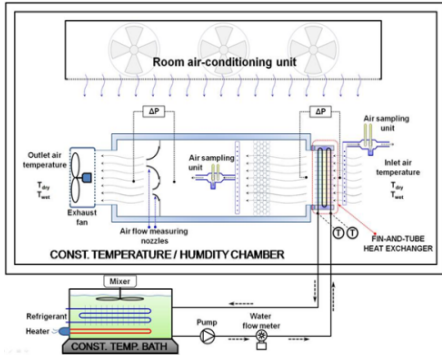 Room air-conditioning unit
ΔP
ΔP
Air sampling
unit
Outlet air
temperature
Tdry
Twet
Air sampling
unit
Inlet air
temperature
Tdry
Twet
Exhaust
fan
Air flow measuring
nozzles
T T
FIN-AND-TUBE
HEAT EXCHANGER
CONST. TEMPERATURE / HUMDITY CHAMBER
Mixer
Refrigerant
Heater
Pump
Water
flow meter
CONST. TEMP. BATH